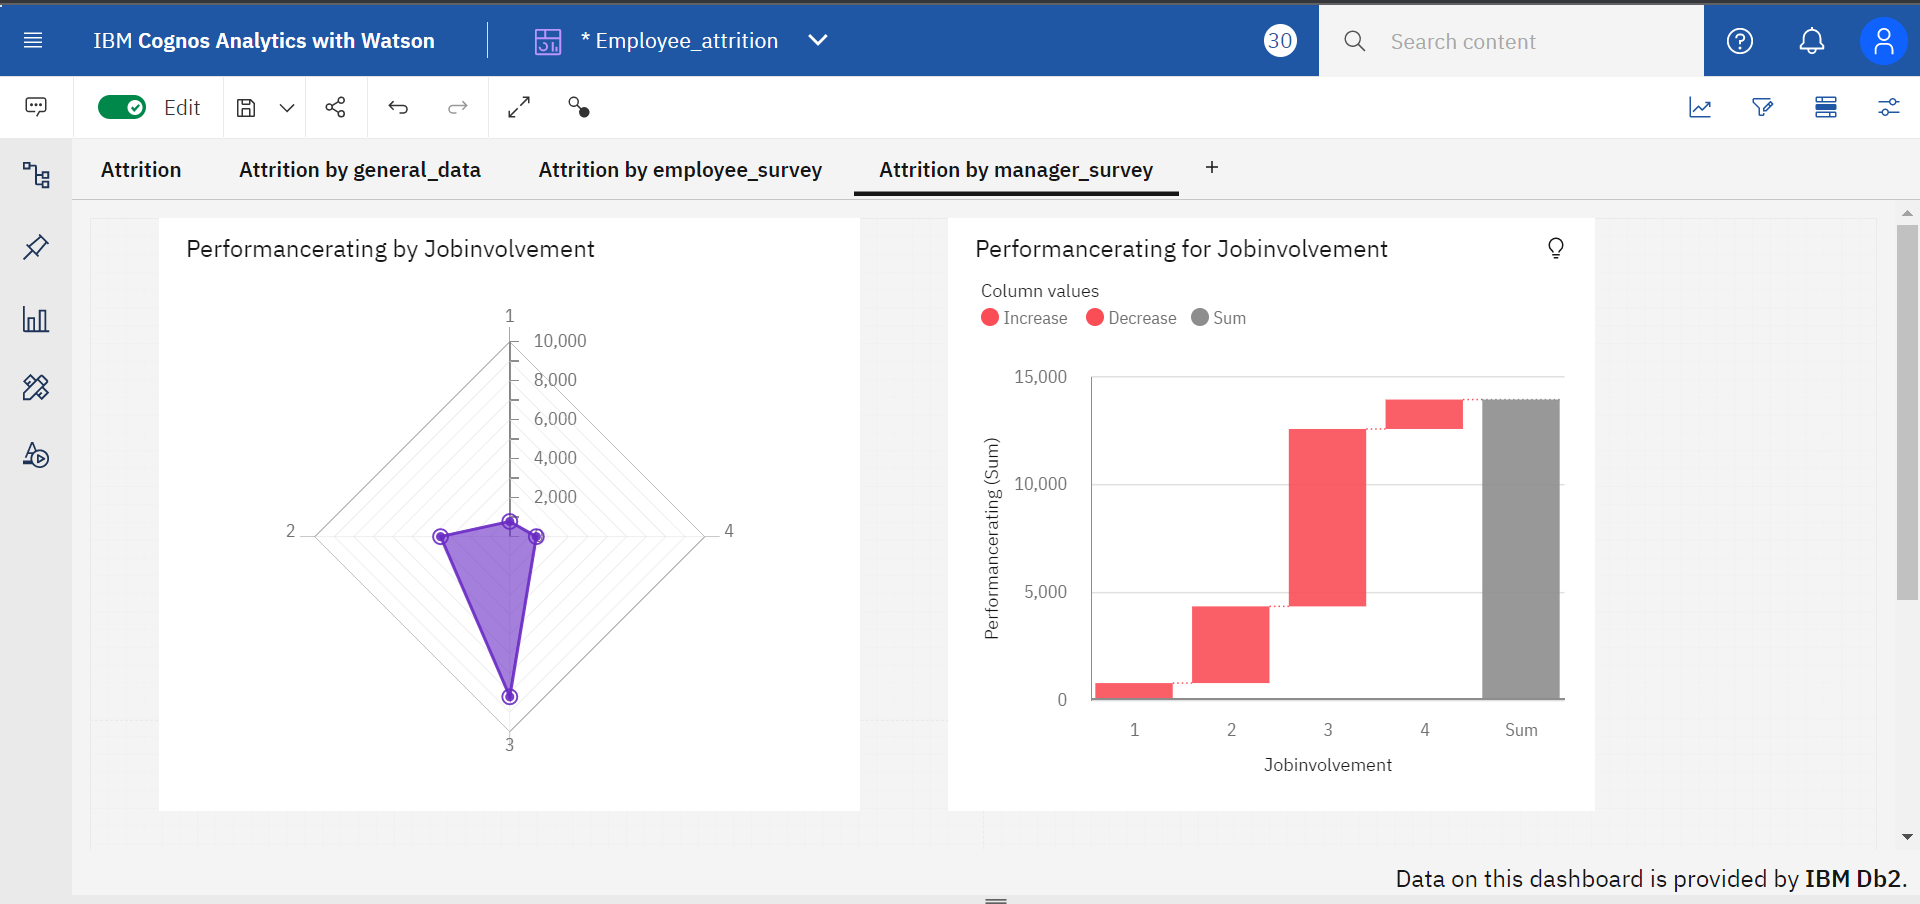 IBM Cognos Analytics with Watson
* Employee_attrition
30
Search content
Edit
Attrition
Attrition by general_data
Attrition by employee_survey
Attrition by manager_survey
+
Performancerating by Jobinvolvement
1
10,000
8,000
6,000
4,000
2,000
2
4
3
Performancerating for Jobinvolvement
Column values
Increase
Decrease
Sum
Performancerating (Sum)
15,000
10,000
5,000
0
1
2
3
4
Sum
Jobinvolvement
Data on this dashboard is provided by IBM Db2.